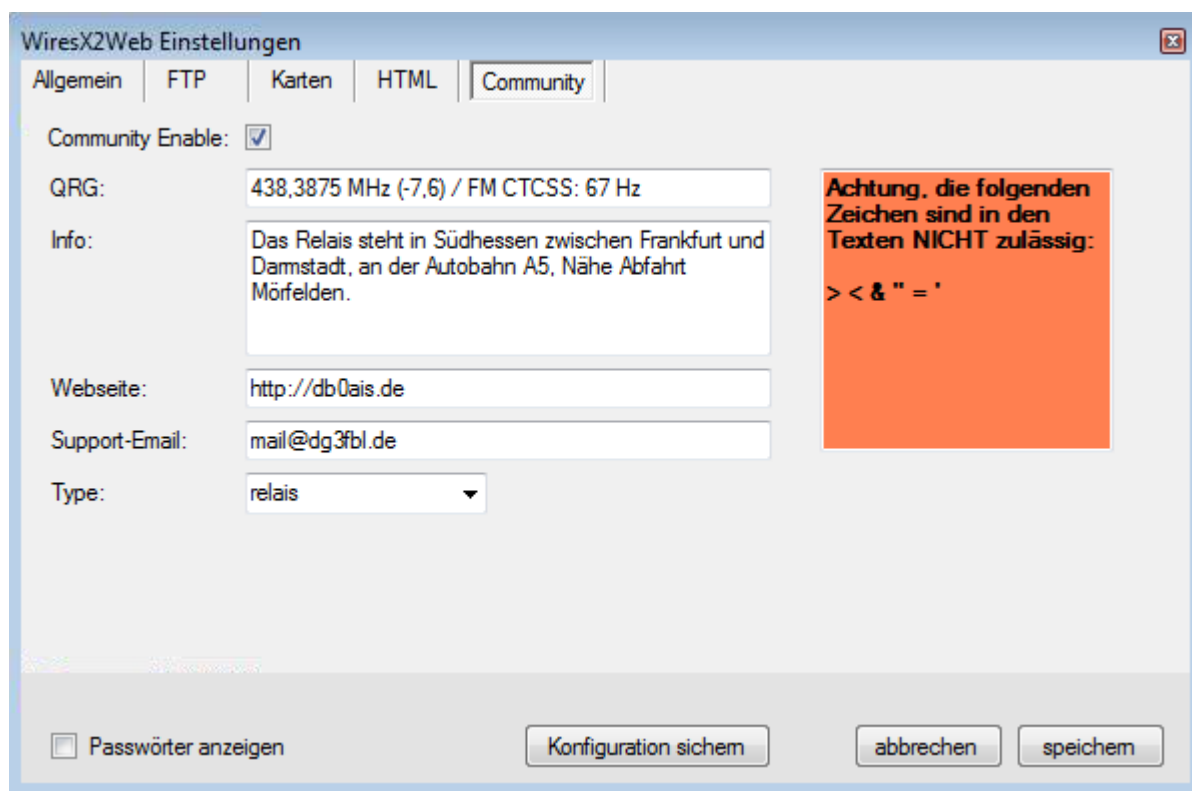 WiresX2Web Einstellungen
Allgemein FTP Karten HTML Community
Community Enable:
QRG: 438,3875 MHz (-7,6) / FM CTCSS: 67 Hz
Info: Das Relais steht in Südhessen zwischen Frankfurt und
Darmstadt, an der Autobahn A5, Nähe Abfahrt
Mörfelden.
Achtung, die folgenden
Zeichen sind in den
Texten NICHT zulässig:
> < & " = '
Webseite: http://db0ais.de
Support-Email: mail@dg3fbl.de
Type: relais
Passwörter anzeigen Konfiguration sichern abbrechen speichern